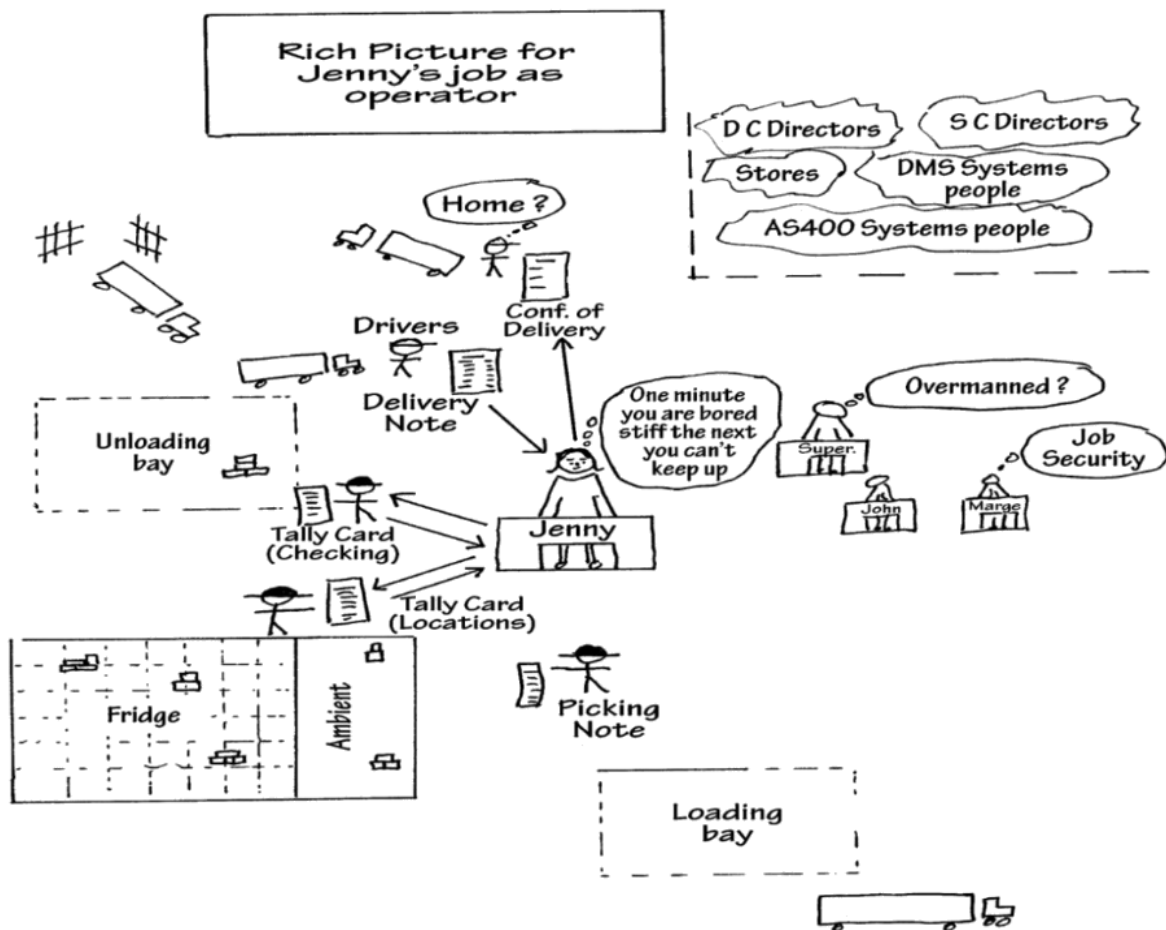 Rich Picture for
Jenny's job as
operator
D C Directors
S C Directors
Stores
DMS Systems
people
AS400 Systems people
Home ?
Conf. of
Delivery
Drivers
Delivery
Note
Unloading
bay
One minute
you are bored
stiff the next
you can't
keep up
Overmanned ?
Super.
Job
Security
John
Marge
Jenny
Tally Card
(Checking)
Tally Card
(Locations)
Fridge
Ambient
Picking
Note
Loading
bay